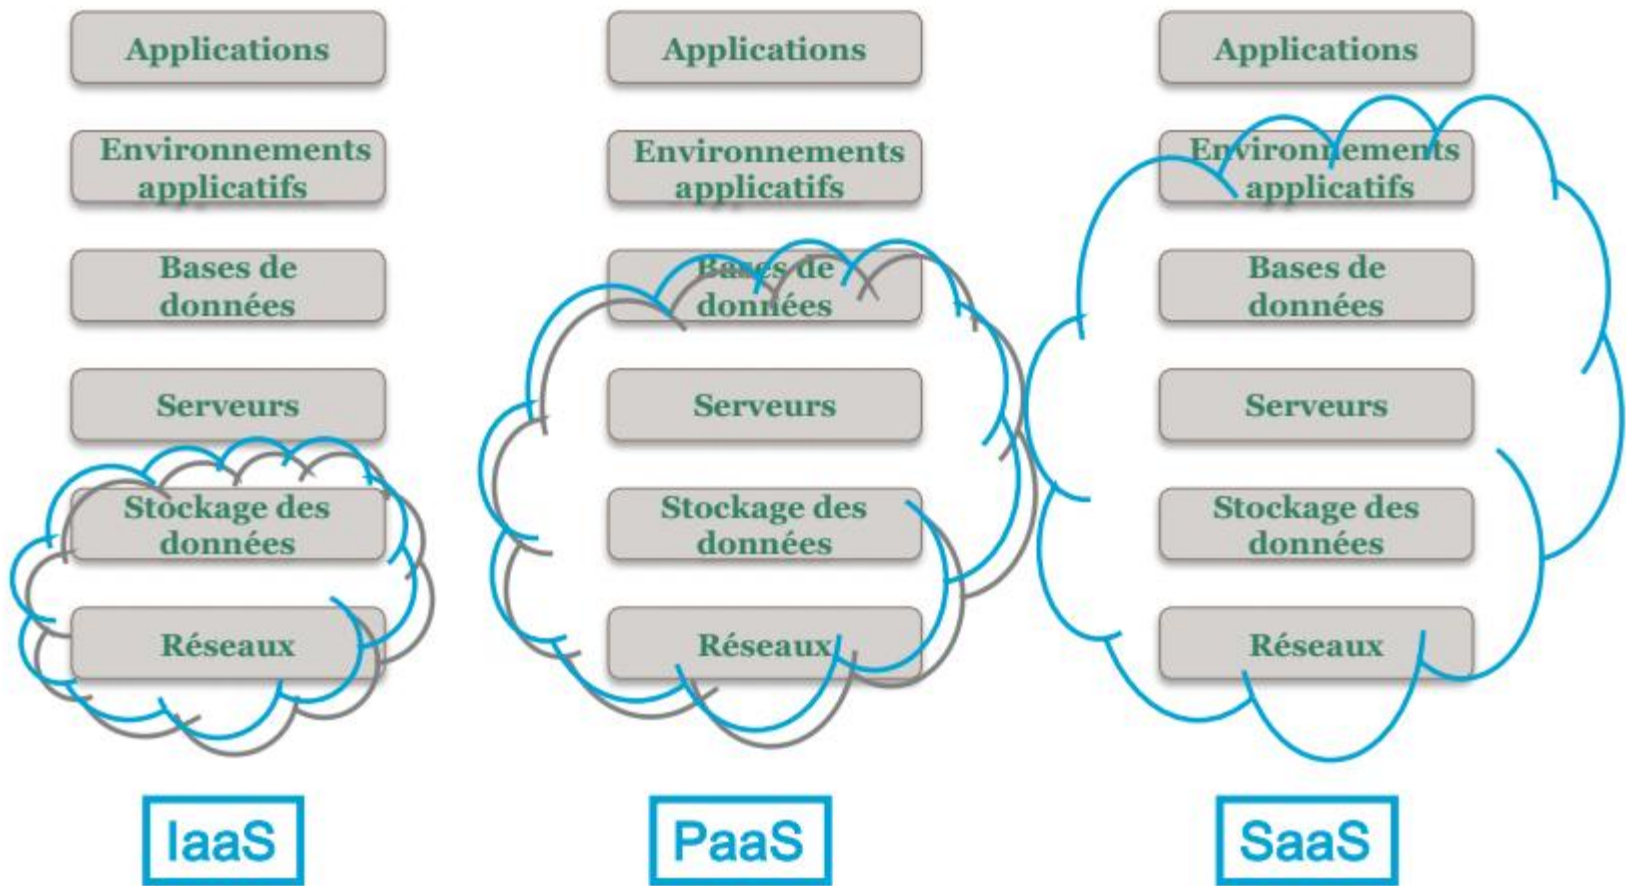 Applications
Environnements
applicatifs
Bases de
données
Serveurs
Stockage des
données
Réseaux
IaaS
Applications
Environnements
applicatifs
Bases de
données
Serveurs
Stockage des
données
Réseaux
PaaS
Applications
Environnements
applicatifs
Bases de
données
Serveurs
Stockage des
données
Réseaux
SaaS